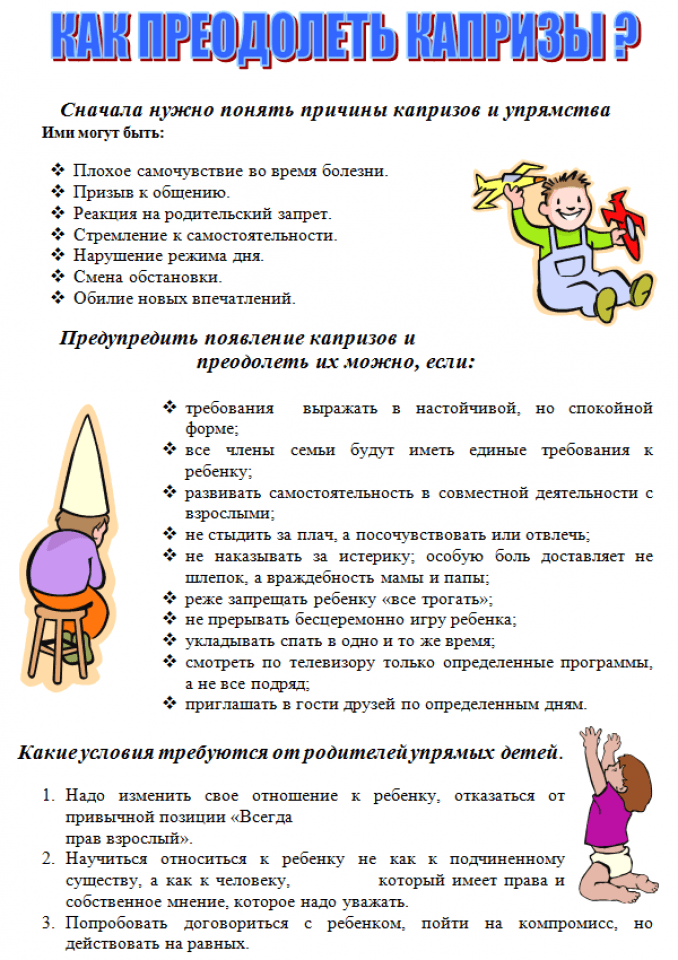 КАК ПРЕОДОЛЕТЬ КАПРИЗЫ ?
Сначала нужно понять причины капризов и упрямства
Ими могут быть:
❖ Плохое самочувствие во время болезни.
❖ Призыв к общению.
❖ Реакция на родительский запрет.
❖ Стремление к самостоятельности.
❖ Нарушение режима дня.
❖ Смена обстановки.
❖ Обилие новых впечатлений.
Предупредить появление капризов и
преодолеть их можно, если:
❖ требования выражать в настойчивой, но спокойной
форме;
❖ все члены семьи будут иметь единые требования к
ребенку;
❖ развивать самостоятельность в совместной деятельности с
взрослыми;
❖ не стыдить за плач, а посочувствовать или отвлечь;
❖ не наказывать за истерику; особую боль доставляет не
шлепок, а враждебность мамы и папы;
❖ реже запрещать ребенку «все трогать»;
❖ не прерывать бесцеремонно игру ребенка;
❖ укладывать спать в одно и то же время;
❖ смотреть по телевизору только определенные программы,
а не все подряд;
❖ приглашать в гости друзей по определенным дням.
Какие условия требуются от родителей упрямых детей.
1. Надо изменить свое отношение к ребенку, отказаться от
привычной позиции «Всегда
прав взрослый».
2. Научиться относиться к ребенку не как к подчиненному
существу, а как к человеку, который имеет права и
собственное мнение, которое надо уважать.
3. Попробовать договориться с ребенком, пойти на компромисс, но
действовать на равных.